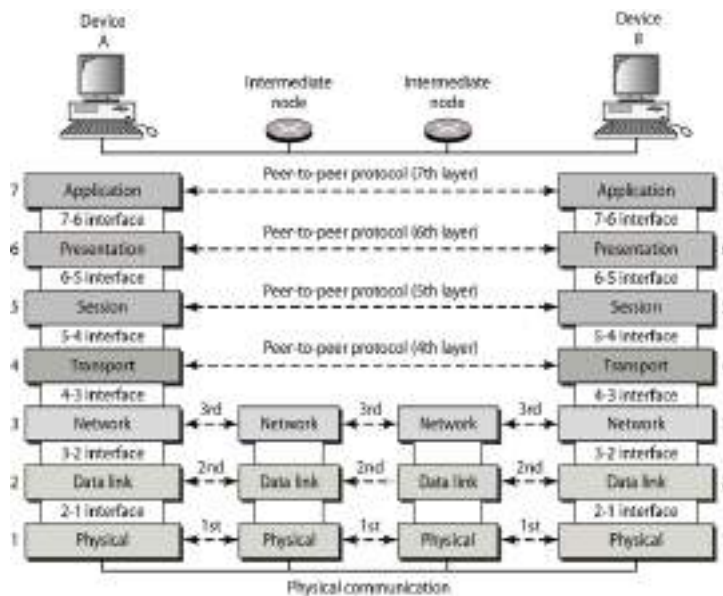 Device
A
Device
B
Intermediate
node
Intermediate
node
7 Application Peer-to-peer protocol (7th layer) Application
7-6 interface 7-6 interface
6 Presentation Peer-to-peer protocol (6th layer) Presentation
6-5 interface 6-5 interface
5 Session Peer-to-peer protocol (5th layer) Session
5-4 interface 5-4 interface
4 Transport Peer-to-peer protocol (4th layer) Transport
4-3 interface 4-3 interface
3 Network 3rd Network 3rd Network 3rd Network
3-2 interface 3-2 interface
2 Data link 2nd Data link 2nd Data link 2nd Data link
2-1 interface 2-1 interface
1 Physical 1st Physical 1st Physical 1st Physical
Physical communication